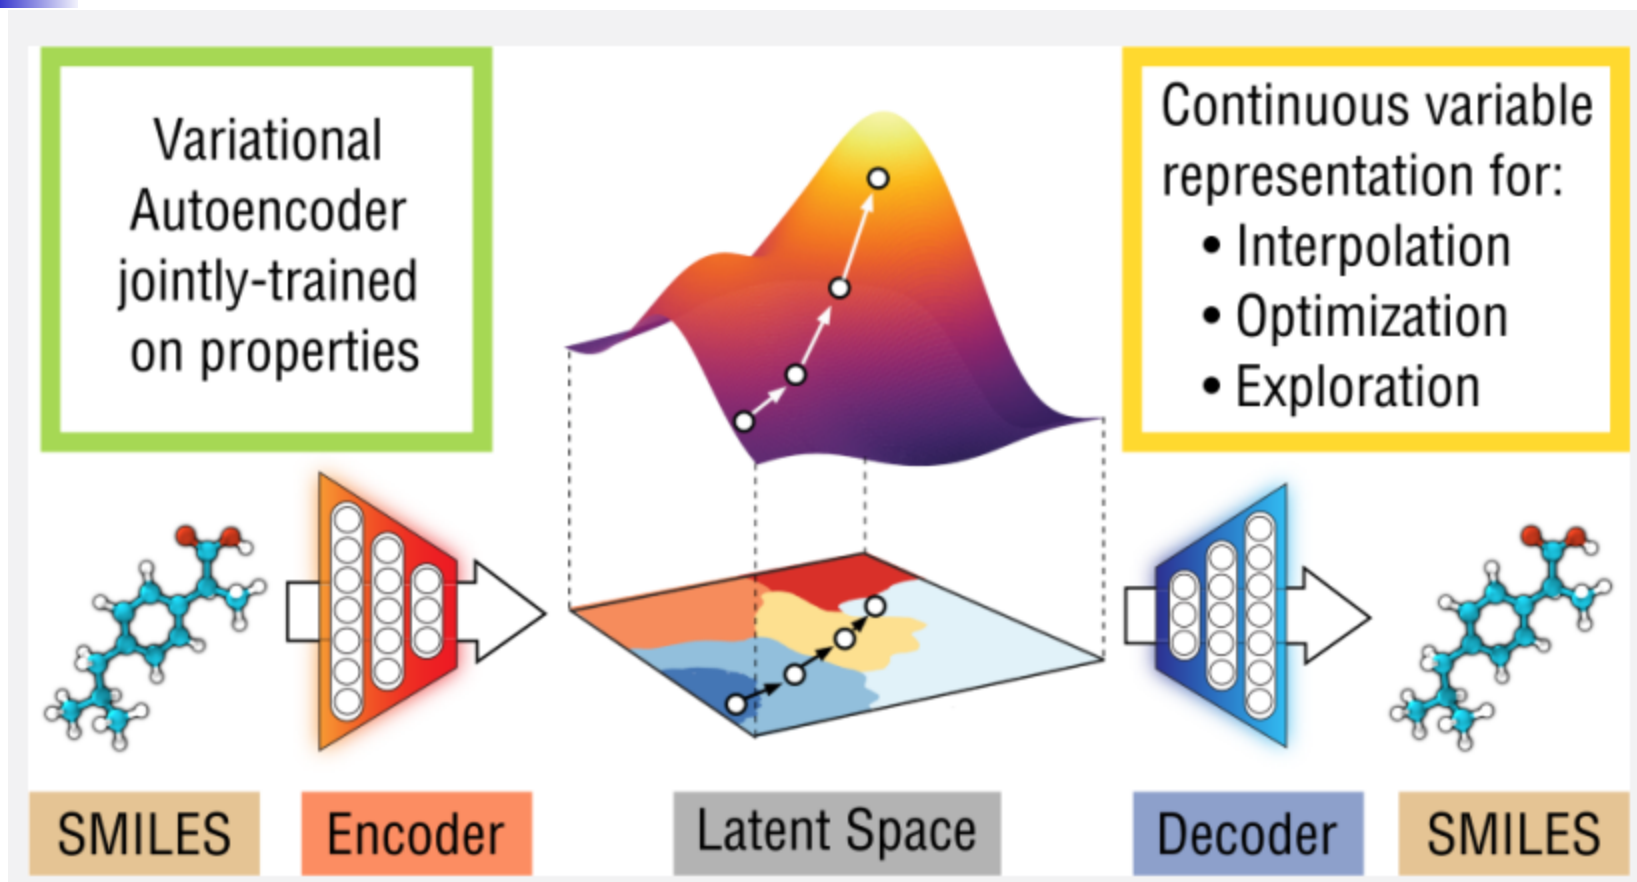 Variational
Autoencoder
jointly-trained
on properties
Continuous variable
representation for:
• Interpolation
• Optimization
• Exploration
SMILES
Encoder
Latent Space
Decoder
SMILES